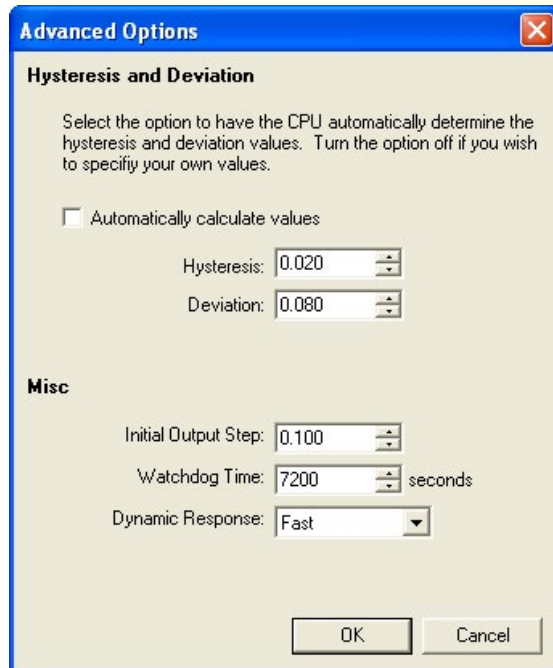 Advanced Options
Hysteresis and Deviation
Select the option to have the CPU automatically determine the
hysteresis and deviation values. Turn the option off if you wish
to specifiy your own values.
Automatically calculate values
Hysteresis: 0.020
Deviation: 0.080
Misc
Initial Output Step: 0.100
Watchdog Time: 7200 seconds
Dynamic Response: Fast
OK Cancel